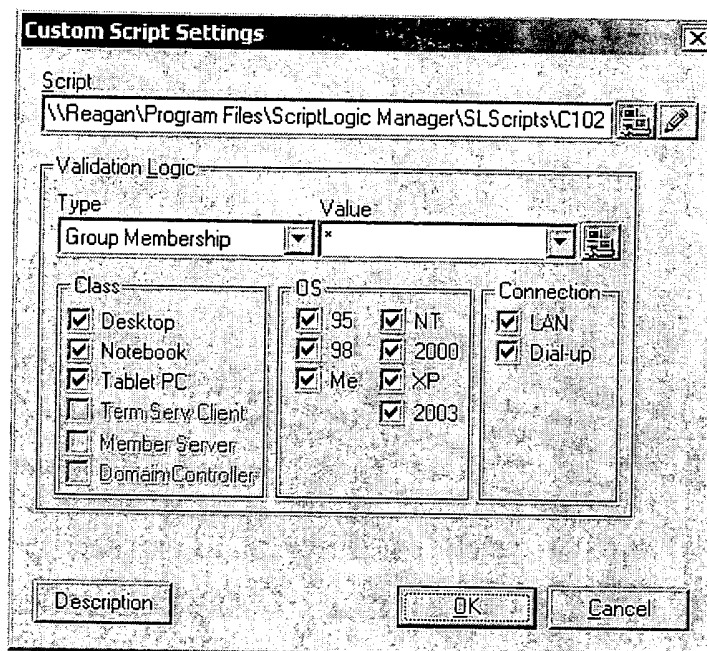 Custom Script Settings
Script
\\Reagan\Program Files\ScriptLogic Manager\SLScripts\C102
Validation Logic
Type Value
Group Membership *
Class OS Connection
Desktop 95 NT LAN
Notebook 98 2000 Dial-up
Tablet PC Me XP
Term Serv Client 2003
Member Server
Domain Controller
Description OK Cancel